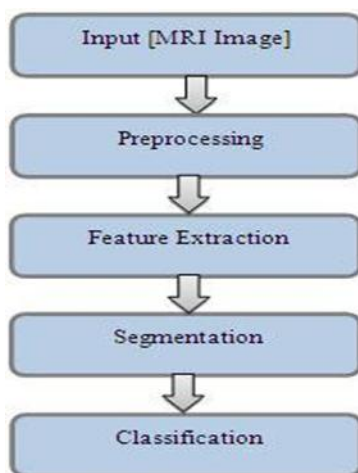 Input [MRI Image]
Preprocessing
Feature Extraction
Segmentation
Classification